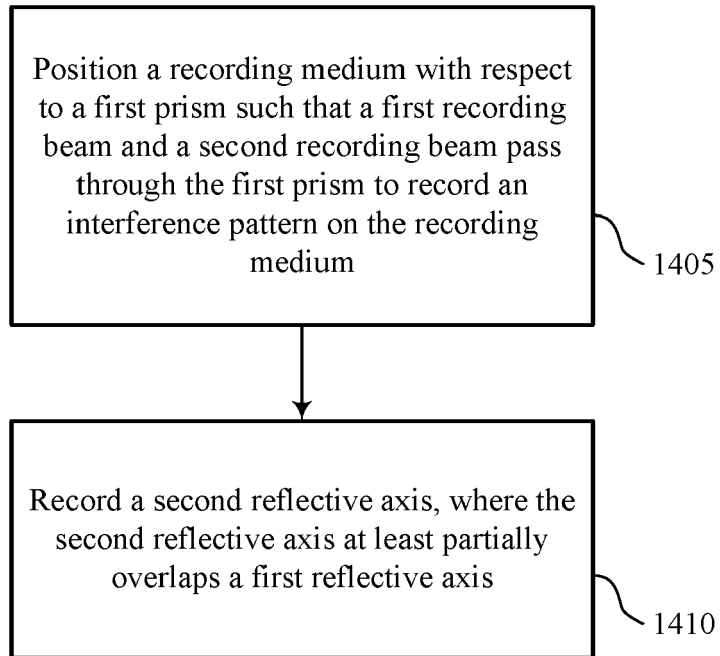 Position a recording medium with respect
to a first prism such that a first recording
beam and a second recording beam pass
through the first prism to record an
interference pattern on the recording
medium
1405
Record a second reflective axis, where the
second reflective axis at least partially
overlaps a first reflective axis
1410